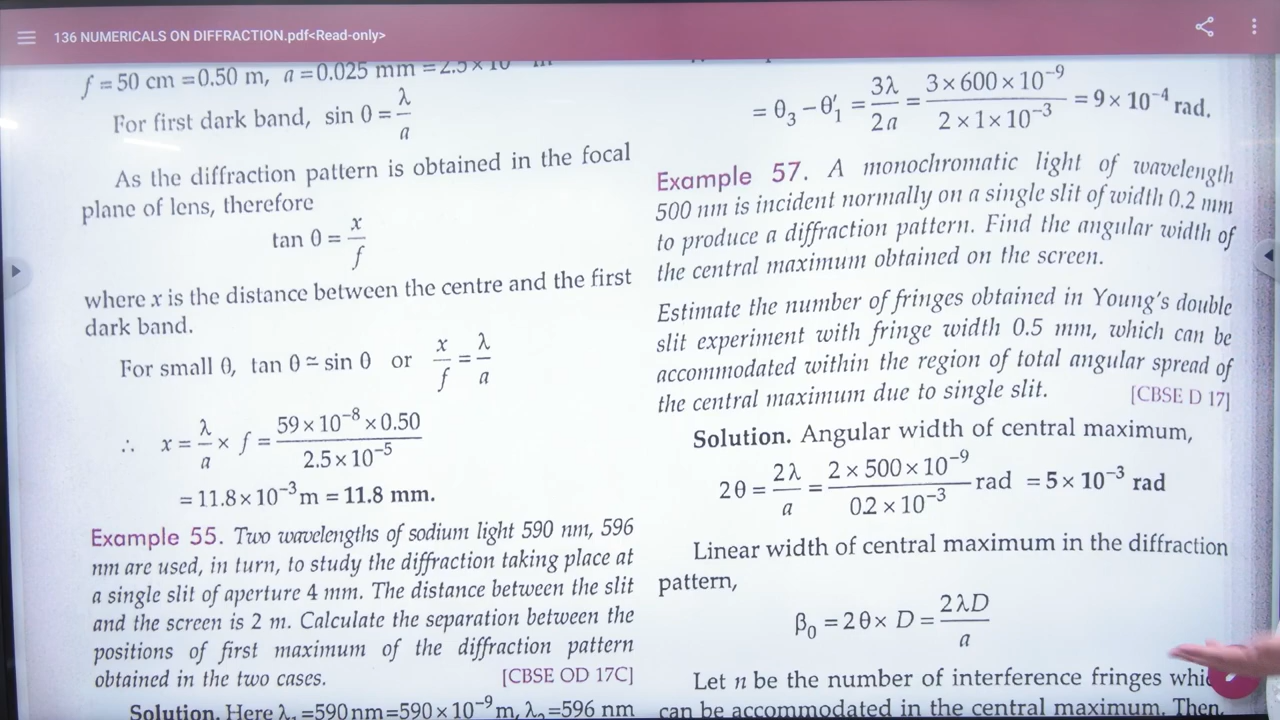 136 NUMERICALS ON DIFFRACTION.pdf<Read-only>
f = 50 cm = 0.50 m, a = 0.025 mm = 2.5 × 10
For first dark band, sin θ = λ/a
As the diffraction pattern is obtained in the focal
plane of lens, therefore
tan θ = x/f
where x is the distance between the centre and the first
dark band.
For small θ, tan θ ≃ sin θ or x/f = λ/a
∴ x = λ/a × f = 59 × 10⁻⁸ × 0.50 / 2.5 × 10⁻⁵
= 11.8 × 10⁻³ m = 11.8 mm.
Example 55. Two wavelengths of sodium light 590 nm, 596
nm are used, in turn, to study the diffraction taking place at
a single slit of aperture 4 mm. The distance between the slit
and the screen is 2 m. Calculate the separation between the
positions of first maximum of the diffraction pattern
obtained in the two cases. [CBSE OD 17C]
Solution. Here λ₁ = 590 nm = 590 × 10⁻⁹ m, λ₂ = 596 nm
= θ₃ − θ′₁ = 3λ/2a = 3 × 600 × 10⁻⁹ / 2 × 1 × 10⁻³ = 9 × 10⁻⁴ rad.
Example 57. A monochromatic light of wavelength
500 nm is incident normally on a single slit of width 0.2 mm
to produce a diffraction pattern. Find the angular width of
the central maximum obtained on the screen.
Estimate the number of fringes obtained in Young's double
slit experiment with fringe width 0.5 mm, which can be
accommodated within the region of total angular spread of
the central maximum due to single slit. [CBSE D 17]
Solution. Angular width of central maximum,
2θ = 2λ/a = 2 × 500 × 10⁻⁹ / 0.2 × 10⁻³ rad = 5 × 10⁻³ rad
Linear width of central maximum in the diffraction
pattern,
β₀ = 2θ × D = 2λD/a
Let n be the number of interference fringes
can be accommodated in the central maximum. Then,